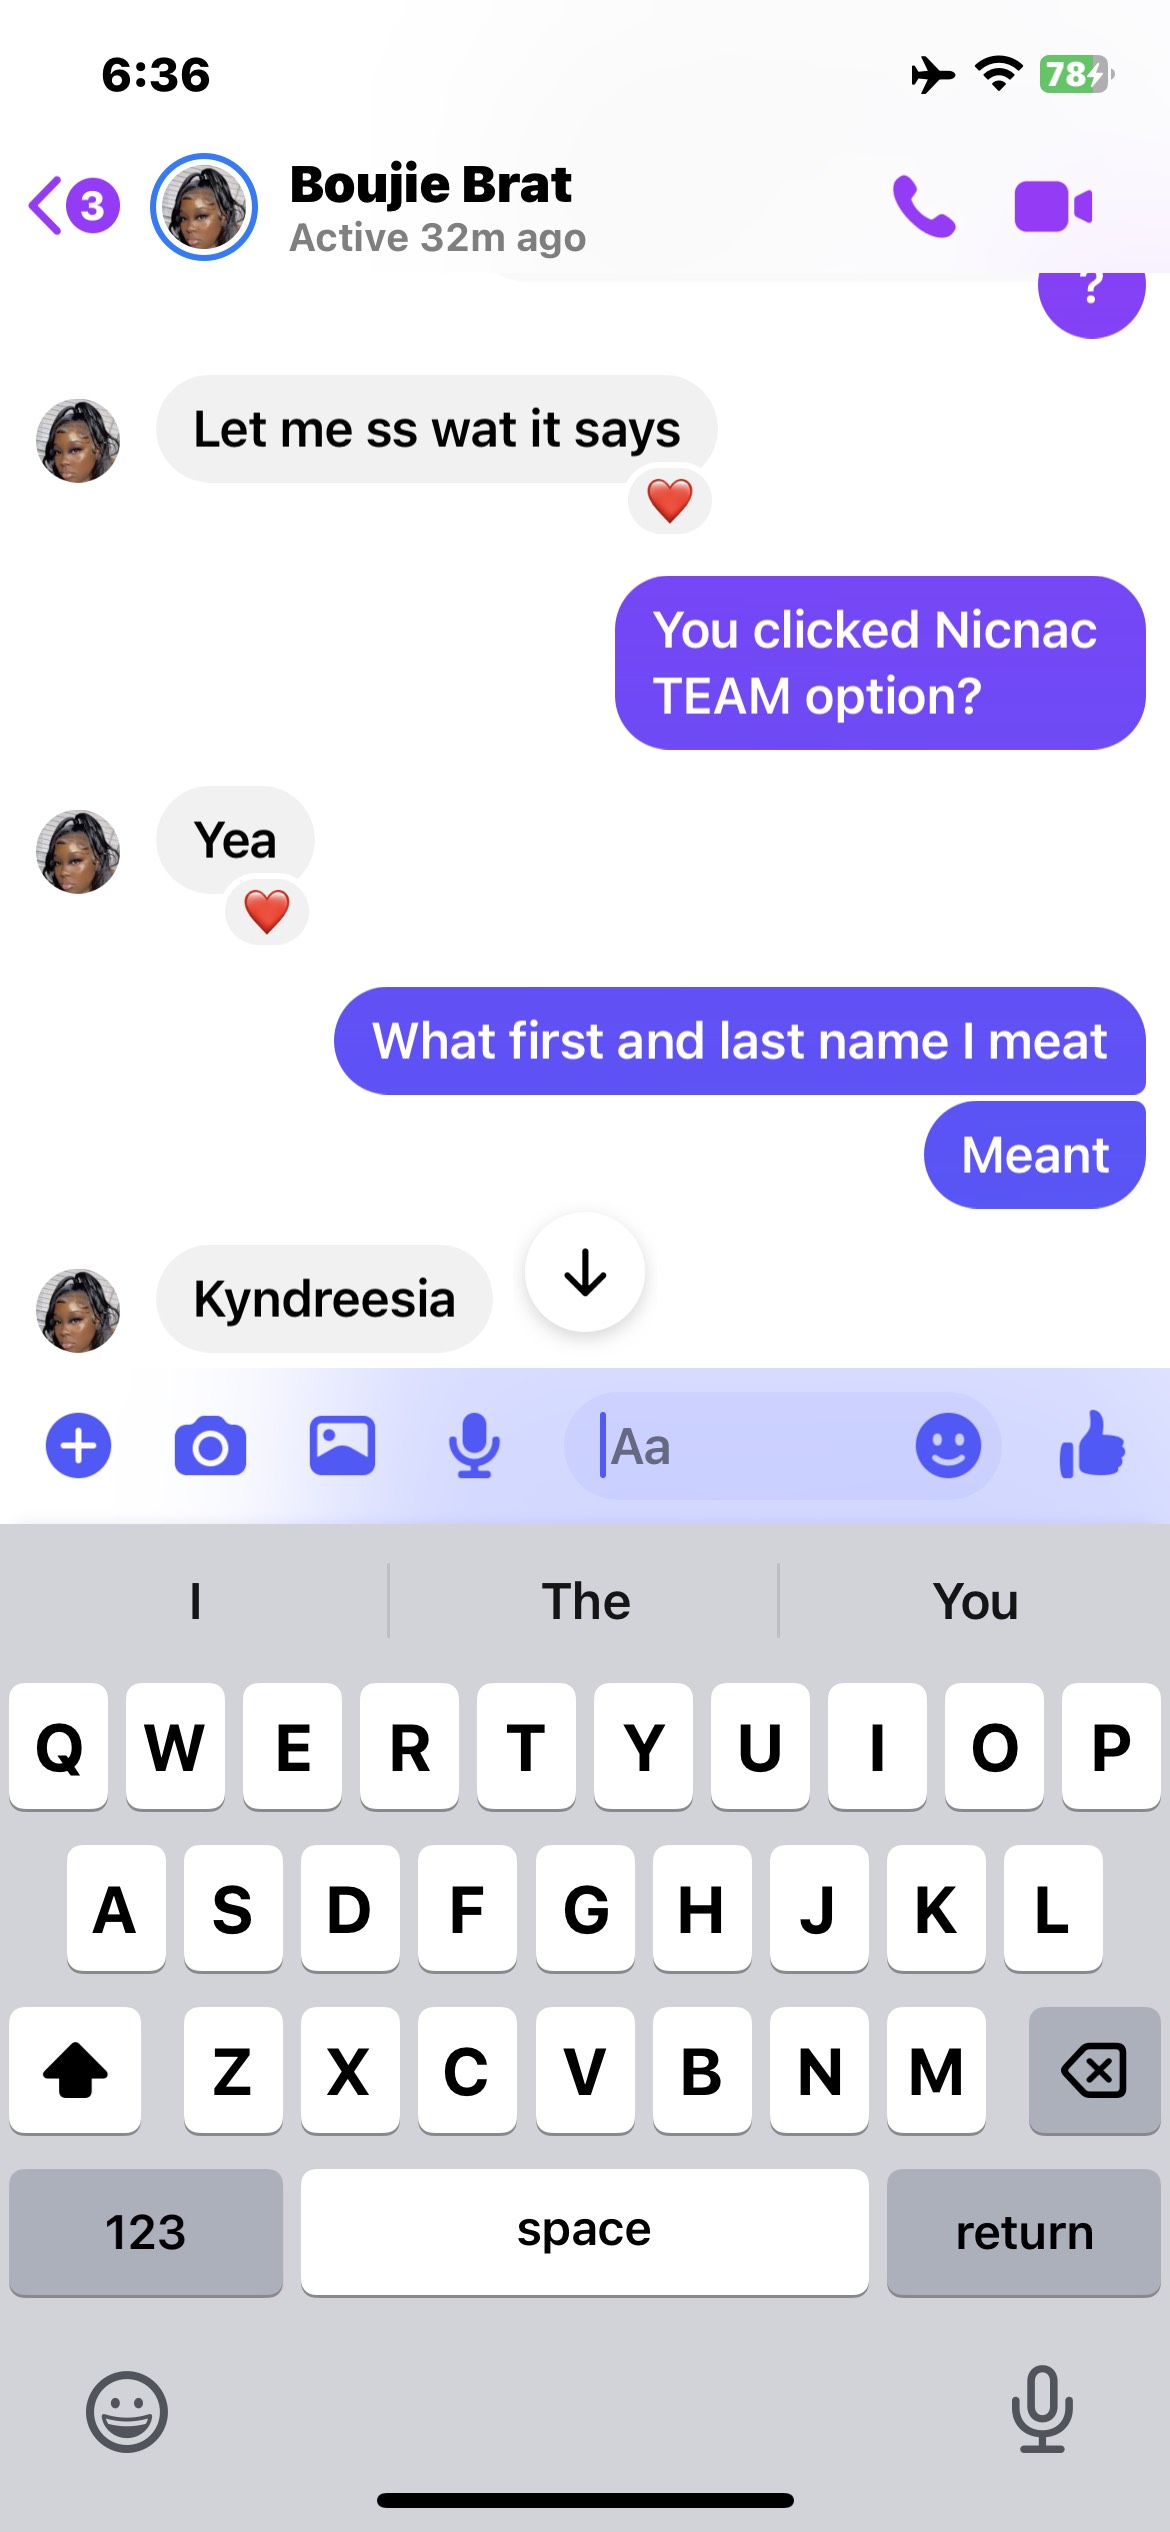 6:36
78
3
Boujie Brat
Active 32m ago
?
Let me ss wat it says
You clicked Nicnac
TEAM option?
Yea
What first and last name I meat
Meant
Kyndreesia
Aa
I The You
Q W E R T Y U I O P
A S D F G H J K L
Z X C V B N M
123 space return